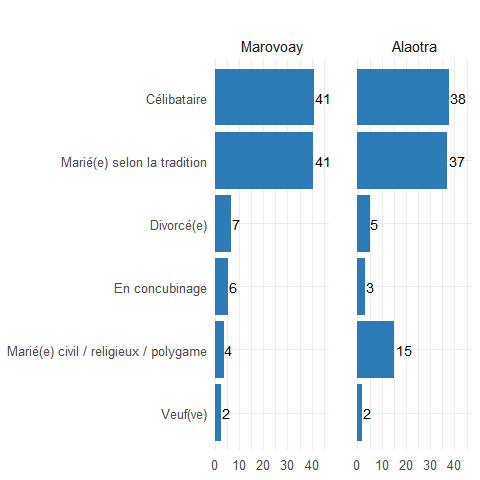 Marovoay Alaotra
Célibataire 41 38
Marié(e) selon la tradition 41 37
Divorcé(e) 7 5
En concubinage 6 3
Marié(e) civil / religieux / polygame 4 15
Veuf(ve) 2 2
0 10 20 30 40 0 10 20 30 40